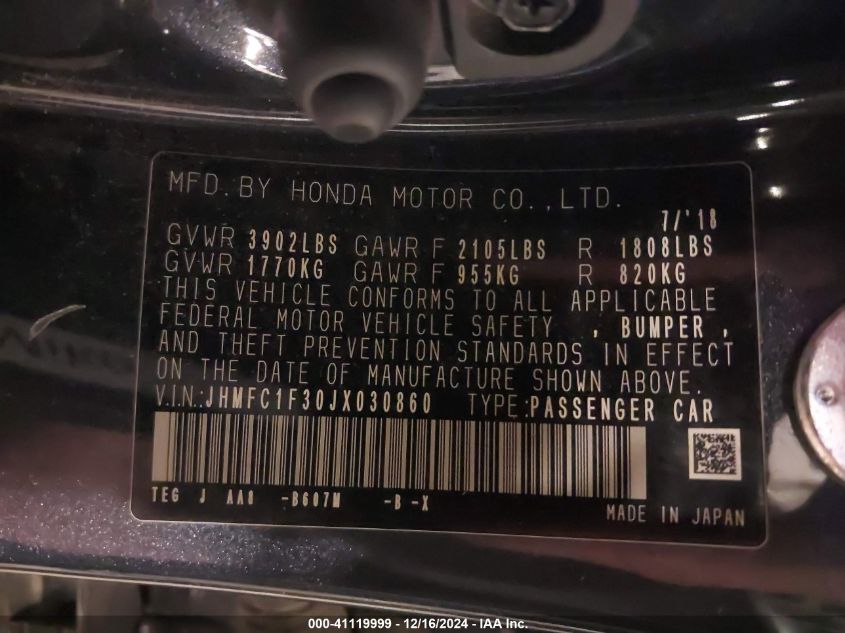 MFD. BY HONDA MOTOR CO., LTD.
7/'18
GVWR 3902LBS GAWR F 2105LBS R 1808LBS
GVWR 1770KG GAWR F 955KG R 820KG
THIS VEHICLE CONFORMS TO ALL APPLICABLE
FEDERAL MOTOR VEHICLE SAFETY , BUMPER ,
AND THEFT PREVENTION STANDARDS IN EFFECT
ON THE DATE OF MANUFACTURE SHOWN ABOVE.
V.I.N.:JHMFC1F30JX030860 TYPE:PASSENGER CAR
TEG J AA0 -B607M -B -X
MADE IN JAPAN
000-41119999 - 12/16/2024 - IAA Inc.